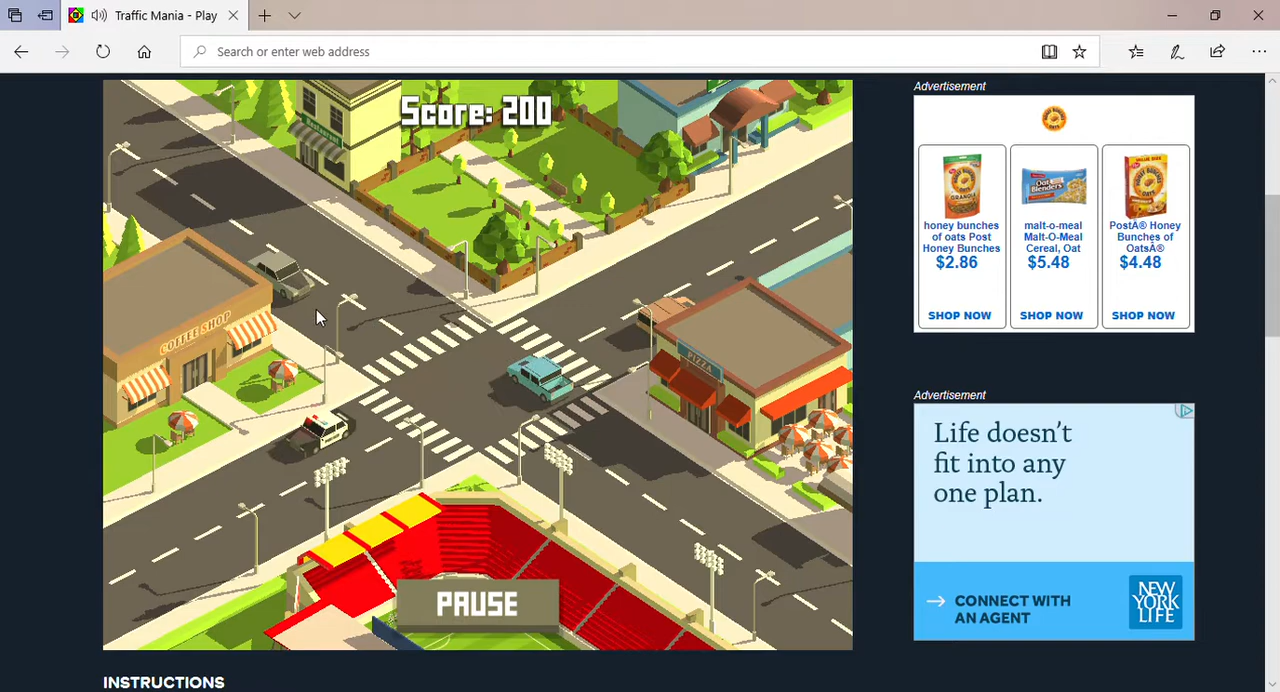 Traffic Mania - Play
Search or enter web address
Score: 200
Restaurant
COFFEE SHOP
PIZZA
PAUSE
INSTRUCTIONS
Advertisement
honey bunches
of oats Post
Honey Bunches
$2.86
SHOP NOW
malt-o-meal
Malt-O-Meal
Cereal, Oat
$5.48
SHOP NOW
PostÂ® Honey
Bunches of
OatsÂ®
$4.48
SHOP NOW
Advertisement
Life doesn't
fit into any
one plan.
→ CONNECT WITH
AN AGENT
NEW
YORK
LIFE